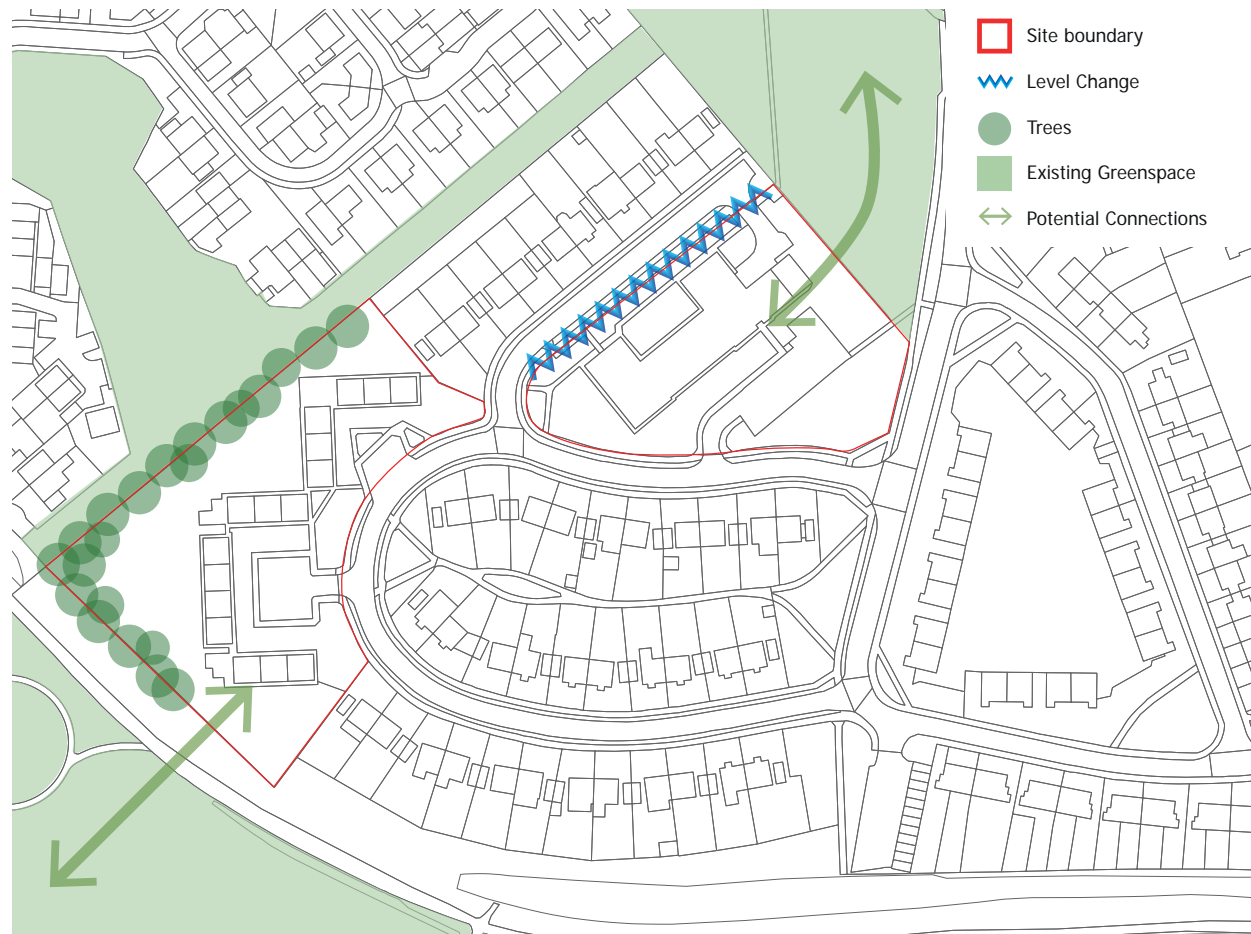 Site boundary
Level Change
Trees
Existing Greenspace
Potential Connections